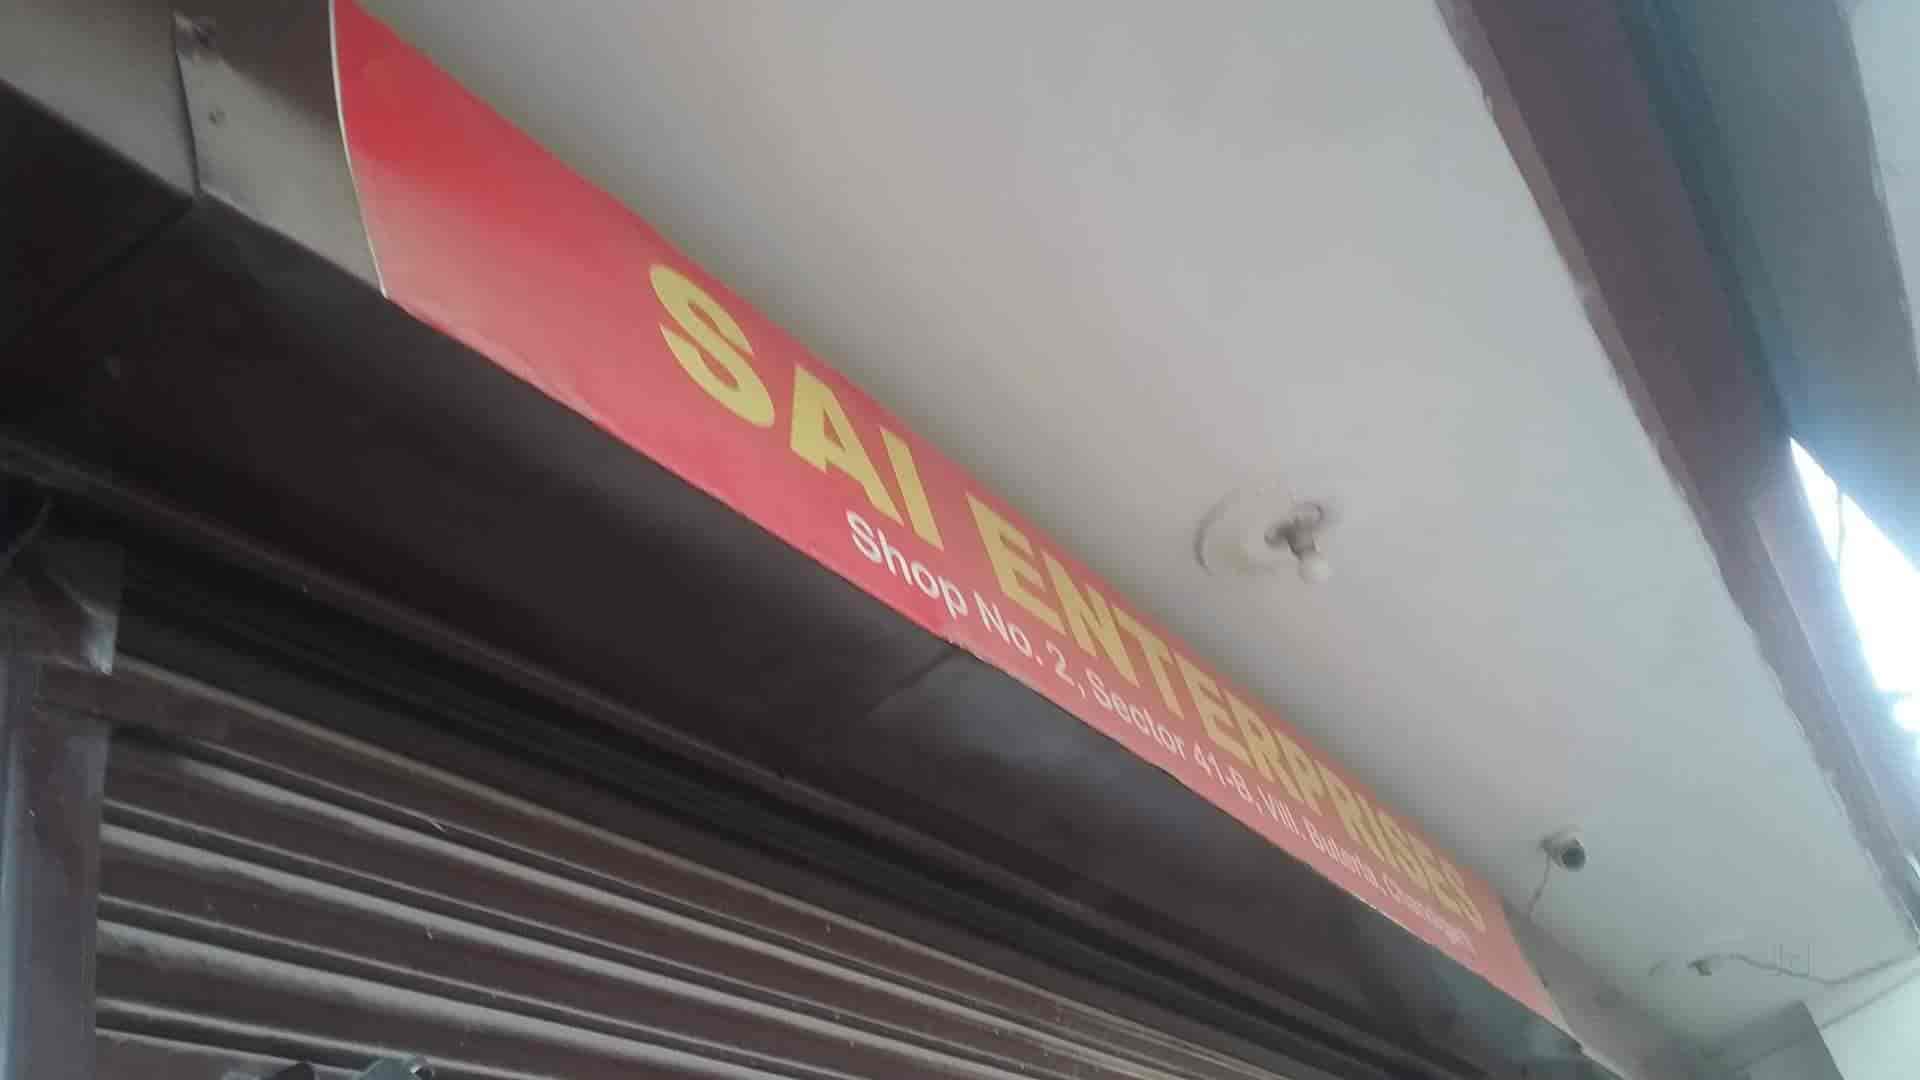 SAI ENTERPRISES
Shop No. 2, Sector 41-B, Vill. Buterla, Chandigarh